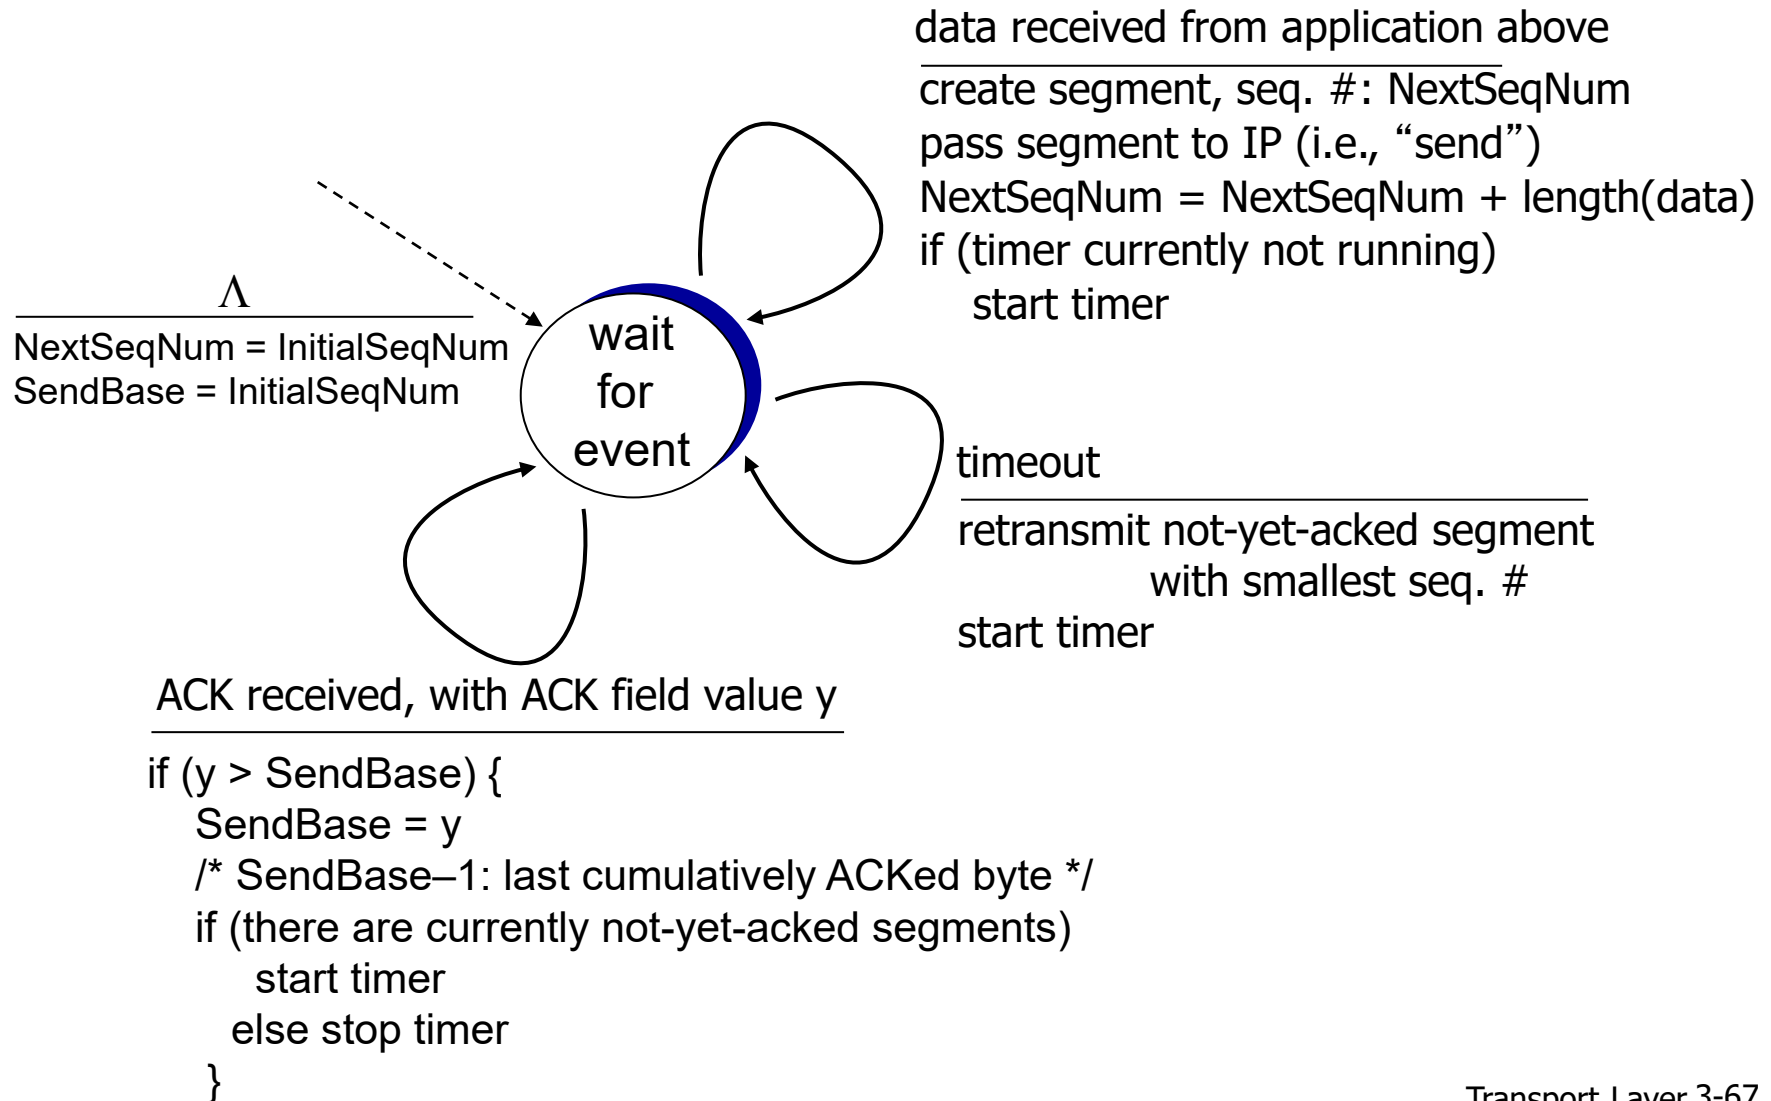 data received from application above
create segment, seq. #: NextSeqNum
pass segment to IP (i.e., “send”)
NextSeqNum = NextSeqNum + length(data)
if (timer currently not running)
start timer
Λ
NextSeqNum = InitialSeqNum
SendBase = InitialSeqNum
wait
for
event
timeout
retransmit not-yet-acked segment
with smallest seq. #
start timer
ACK received, with ACK field value y
if (y > SendBase) {
SendBase = y
/* SendBase–1: last cumulatively ACKed byte */
if (there are currently not-yet-acked segments)
start timer
else stop timer
}
Transport Layer 3-67